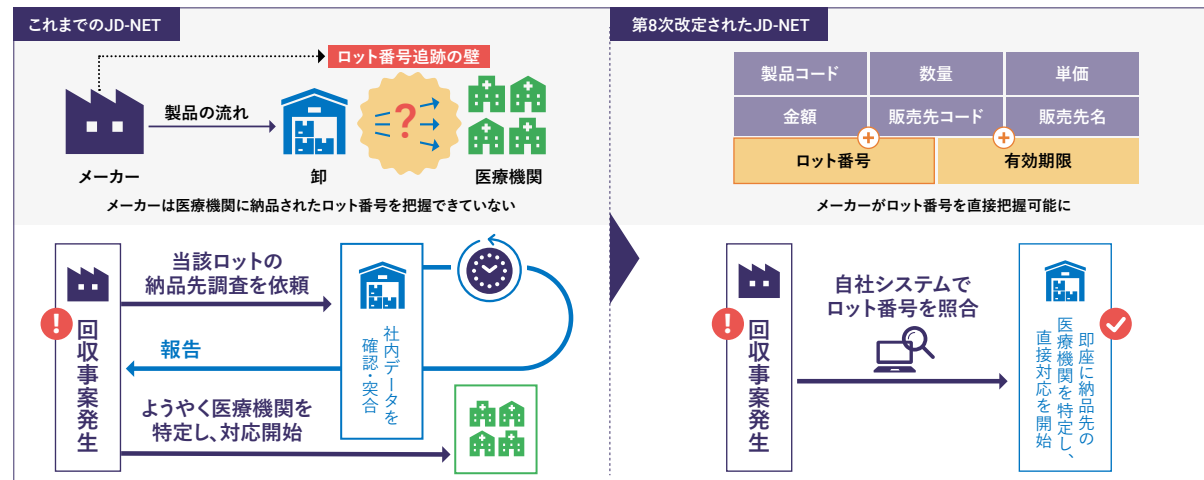 これまでのJD-NET
ロット番号追跡の壁
製品の流れ
?
メーカー
卸
医療機関
メーカーは医療機関に納品されたロット番号を把握できていない
!
回収事案発生
当該ロットの
納品先調査を依頼
社内データを
確認・突合
報告
ようやく医療機関を
特定し、対応開始
第8次改定されたJD-NET
製品コード
数量
単価
金額
販売先コード
販売先名
+
+
ロット番号
有効期限
メーカーがロット番号を直接把握可能に
!
回収事案発生
自社システムで
ロット番号を照合
即座に納品先の
医療機関を特定し、
直接対応を開始